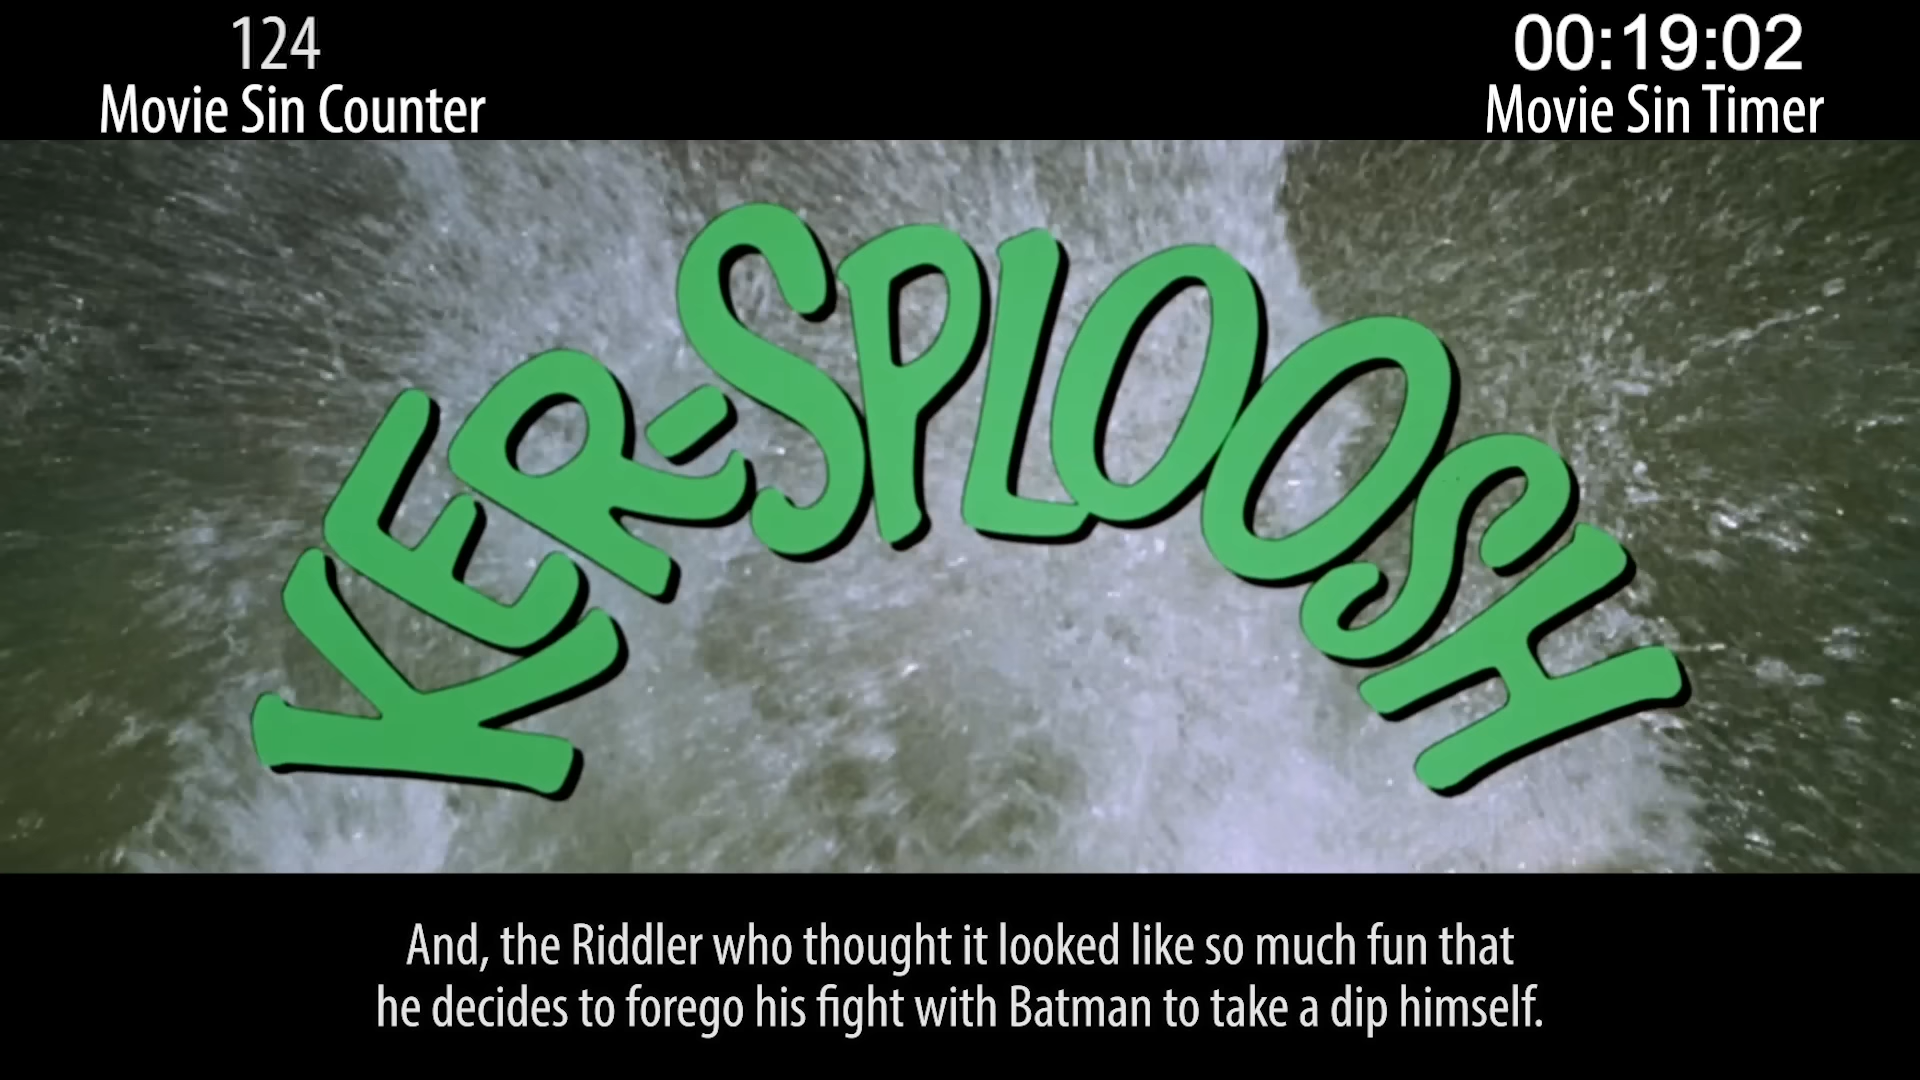 124
Movie Sin Counter
00:19:02
Movie Sin Timer
KER-SPLOOSH
And, the Riddler who thought it looked like so much fun that
he decides to forego his fight with Batman to take a dip himself.